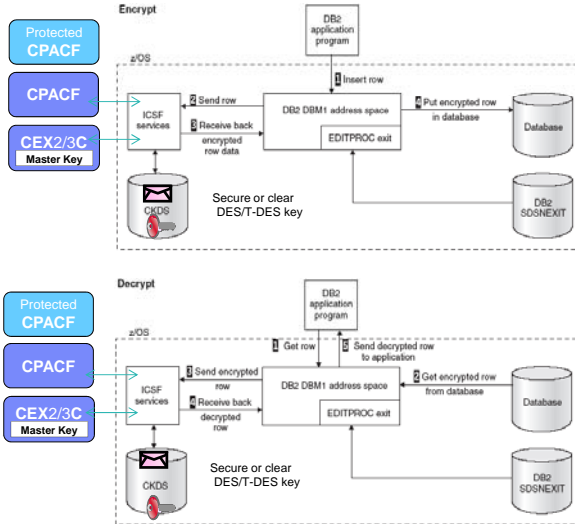 Encrypt
Protected
CPACF
CPACF
CEX2/3C
Master Key
DB2
application
program
z/OS
1 Insert row
2 Send row
ICSF
services
3 Receive back
encrypted
row data
DB2 DBM1 address space
EDITPROC exit
4 Put encrypted row
in database
Database
CKDS
Secure or clear
DES/T-DES key
DB2
SDSNEXIT
Decrypt
Protected
CPACF
CPACF
CEX2/3C
Master Key
DB2
application
program
z/OS
1 Get row
5 Send decrypted row
to application
3 Send encrypted
row
ICSF
services
4 Receive back
decrypted
row
DB2 DBM1 address space
EDITPROC exit
2 Get encrypted row
from database
Database
CKDS
Secure or clear
DES/T-DES key
DB2
SDSNEXIT